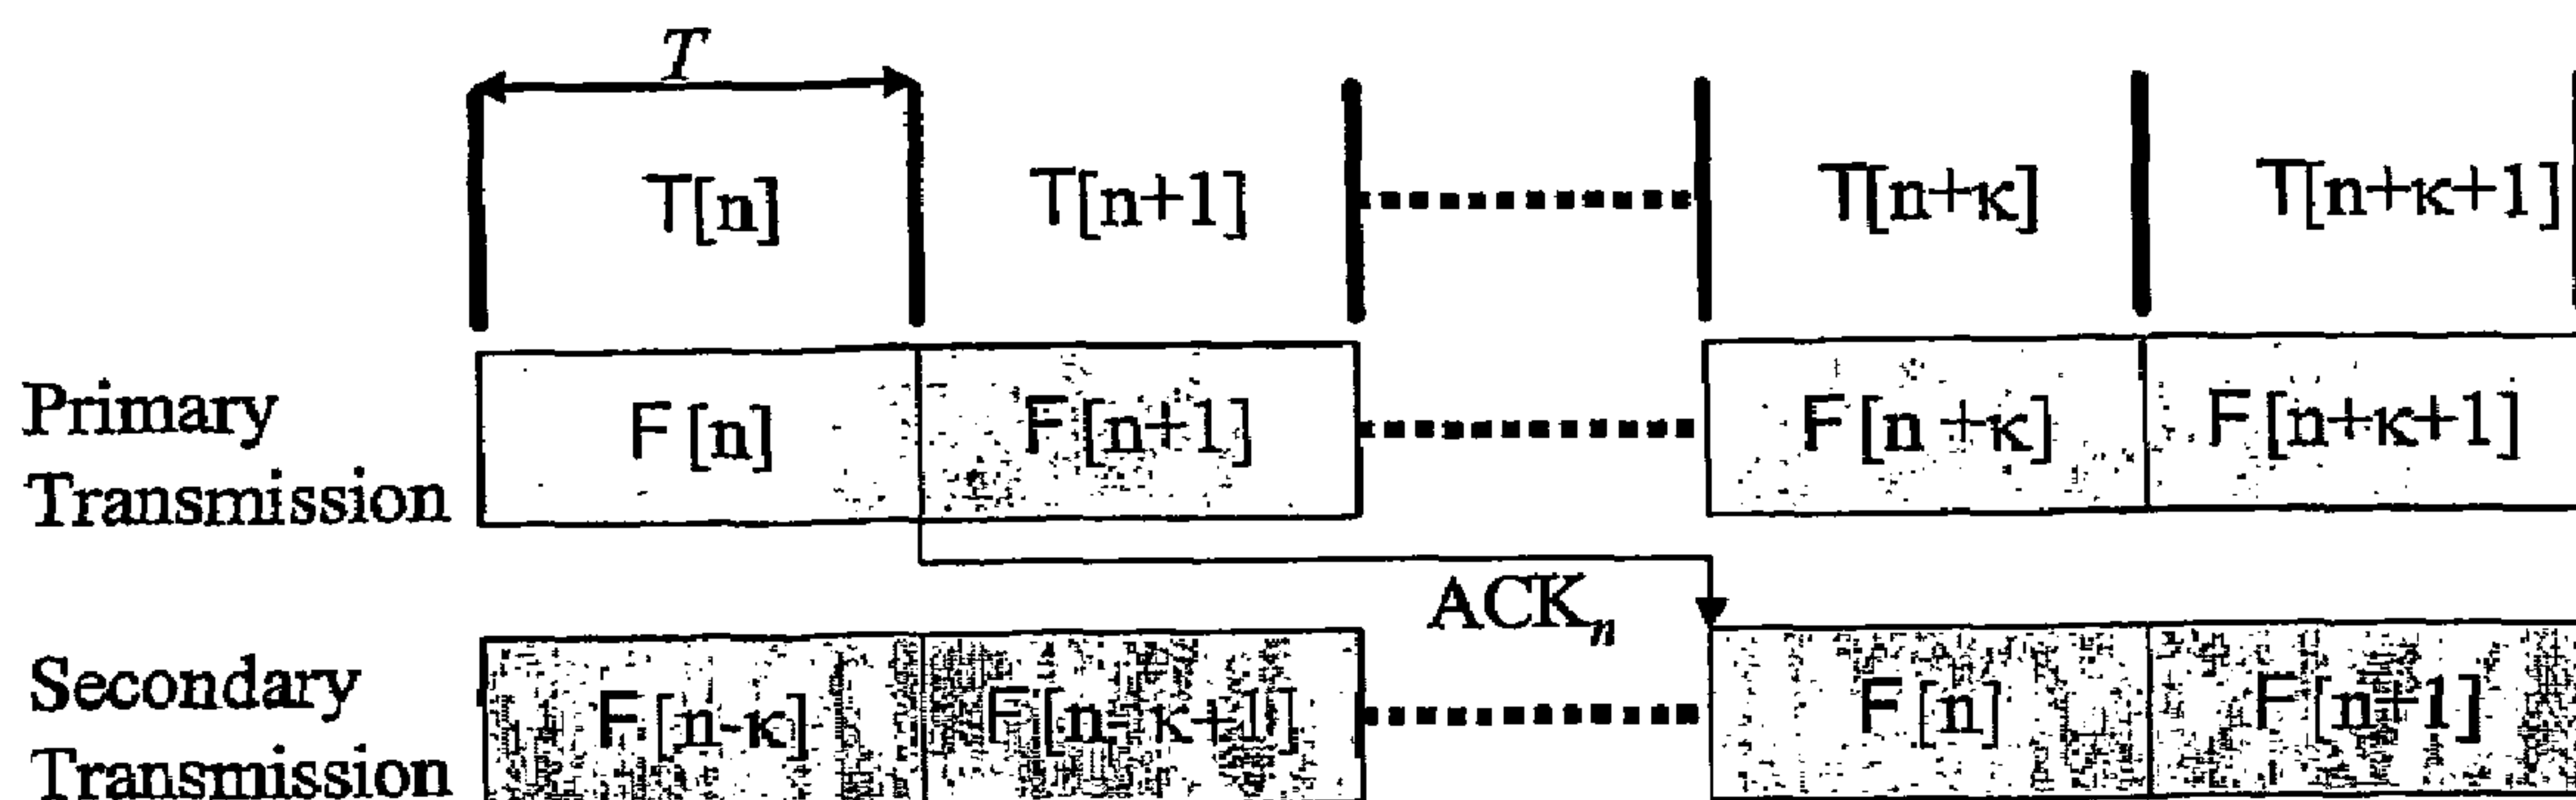 T
T[n] T[n+1] T[n+κ] T[n+κ+1]
Primary
Transmission
F [n] F [n+1] F [n +κ] F [n+κ+1]
ACKn
Secondary
Transmission
F [n-κ] F [n-κ+1] F [n] F [n+1]